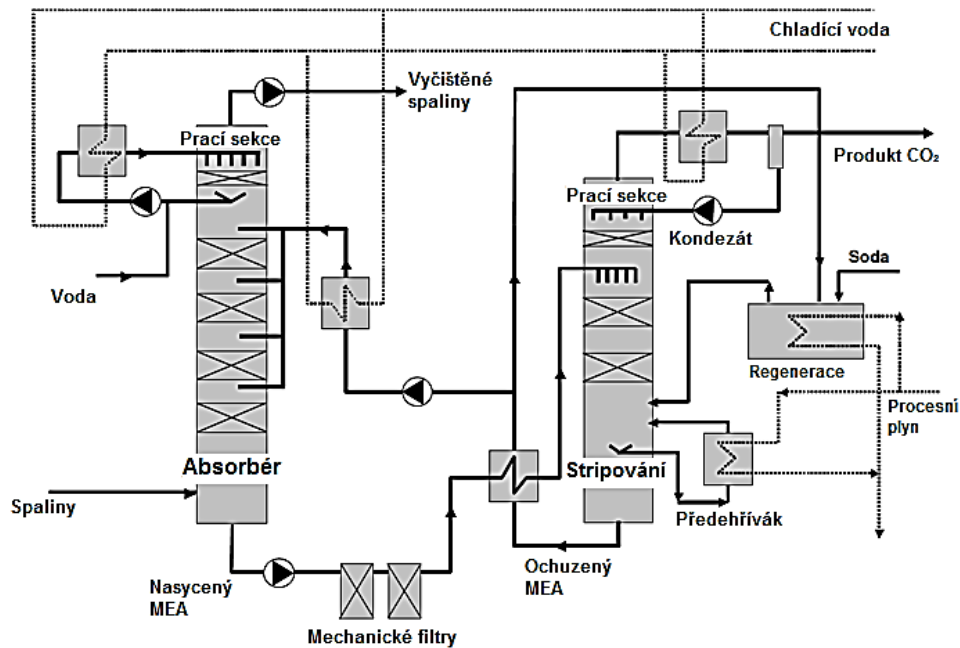 Chladící voda
Vyčištěné
spaliny
Prací sekce
Produkt CO₂
Prací sekce
Kondezát
Soda
Voda
Regenerace
Procesní
plyn
Absorbér
Stripování
Spaliny
Předehřívák
Ochuzený
MEA
Nasycený
MEA
Mechanické filtry